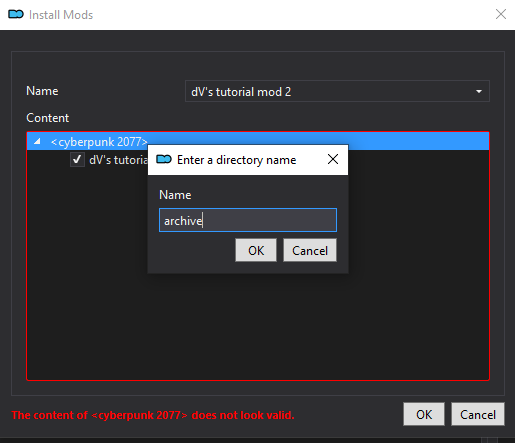 Install Mods
Name
dV's tutorial mod 2
Content
<cyberpunk 2077>
dV's
Enter a directory name
Name
archive
OK Cancel
The content of <cyberpunk 2077> does not look valid.
OK Cancel